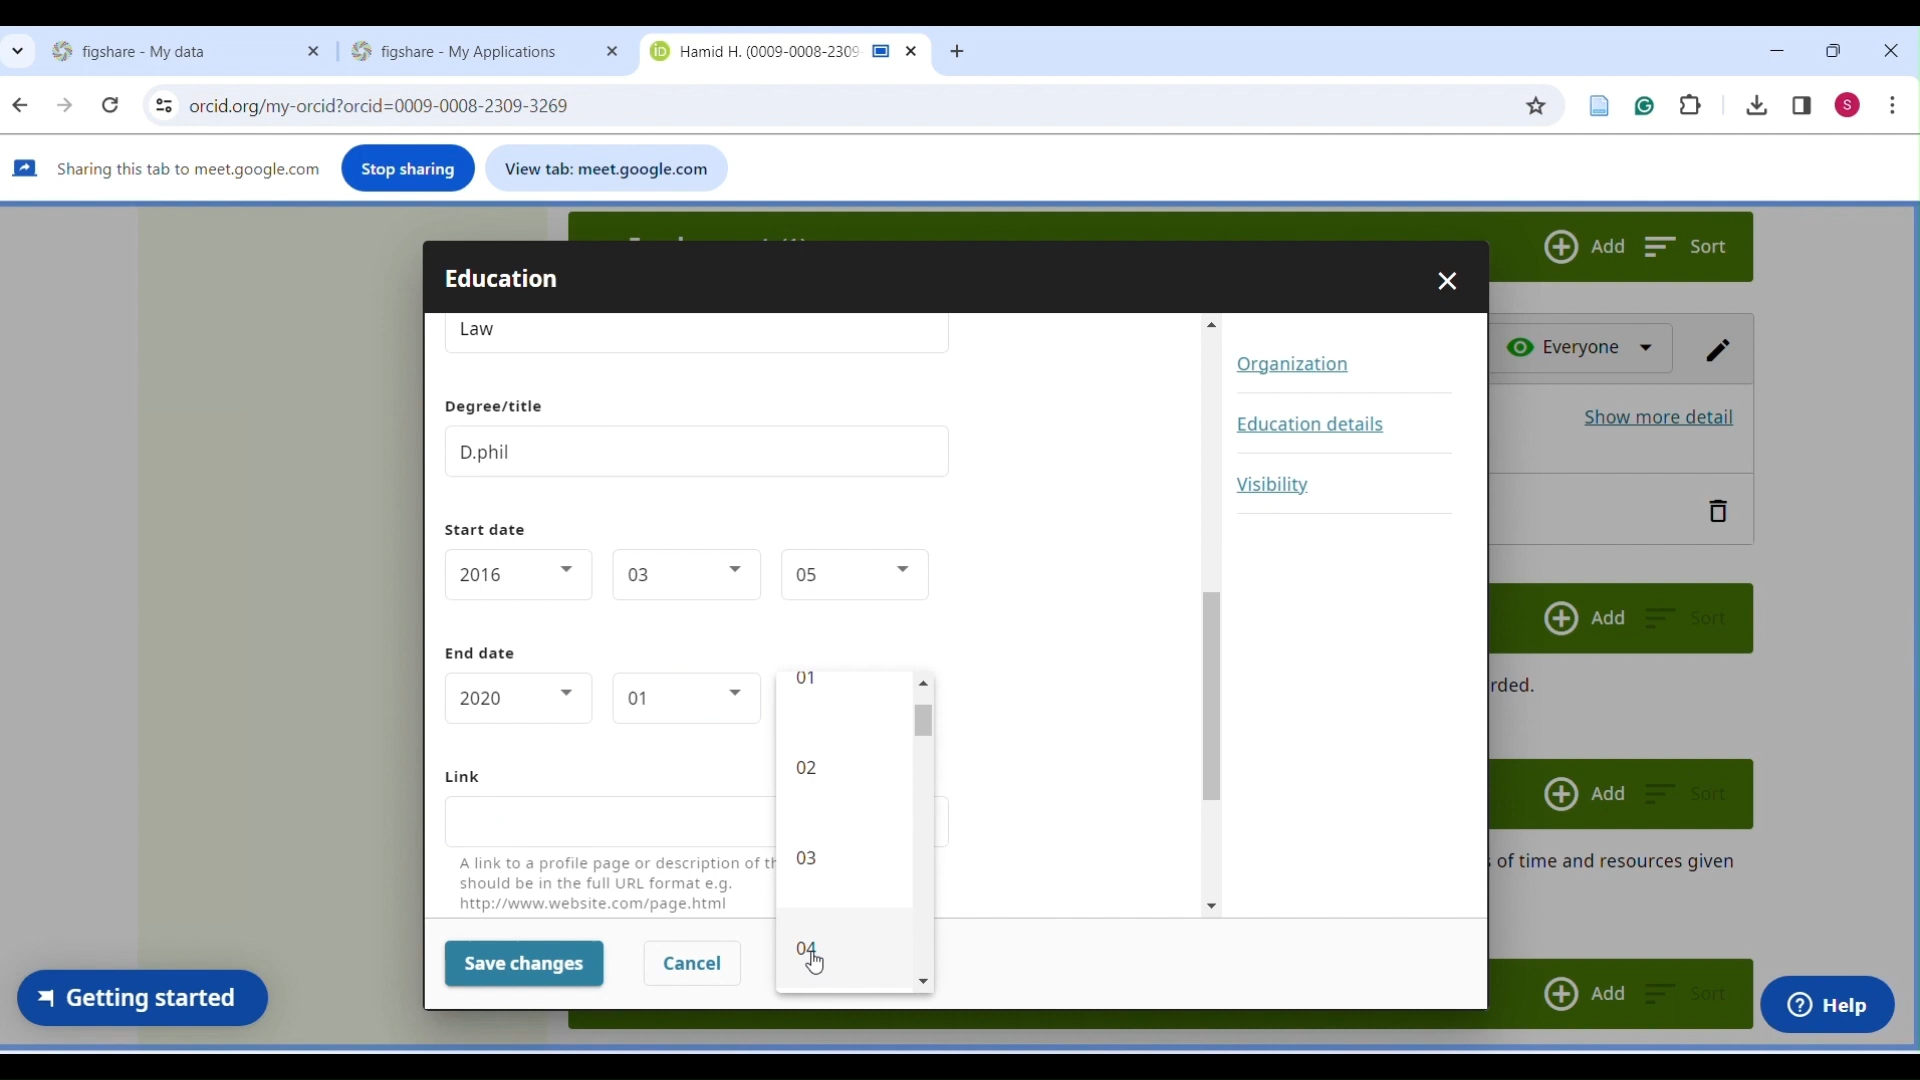 figshare - My data
figshare - My Applications
Hamid H. (0009-0008-2309-
orcid.org/my-orcid?orcid=0009-0008-2309-3269
S
Sharing this tab to meet.google.com
Stop sharing
View tab: meet.google.com
Add
Sort
Education
Law
Organization
Everyone
Degree/title
Education details
Show more detail
D.phil
Visibility
Start date
2016
03
05
Add
Sort
End date
2020
01
01
02
03
04
rded.
Link
Add
Sort
A link to a profile page or description of th
should be in the full URL format e.g.
http://www.website.com/page.html
of time and resources given
Save changes
Cancel
Getting started
Add
Sort
Help